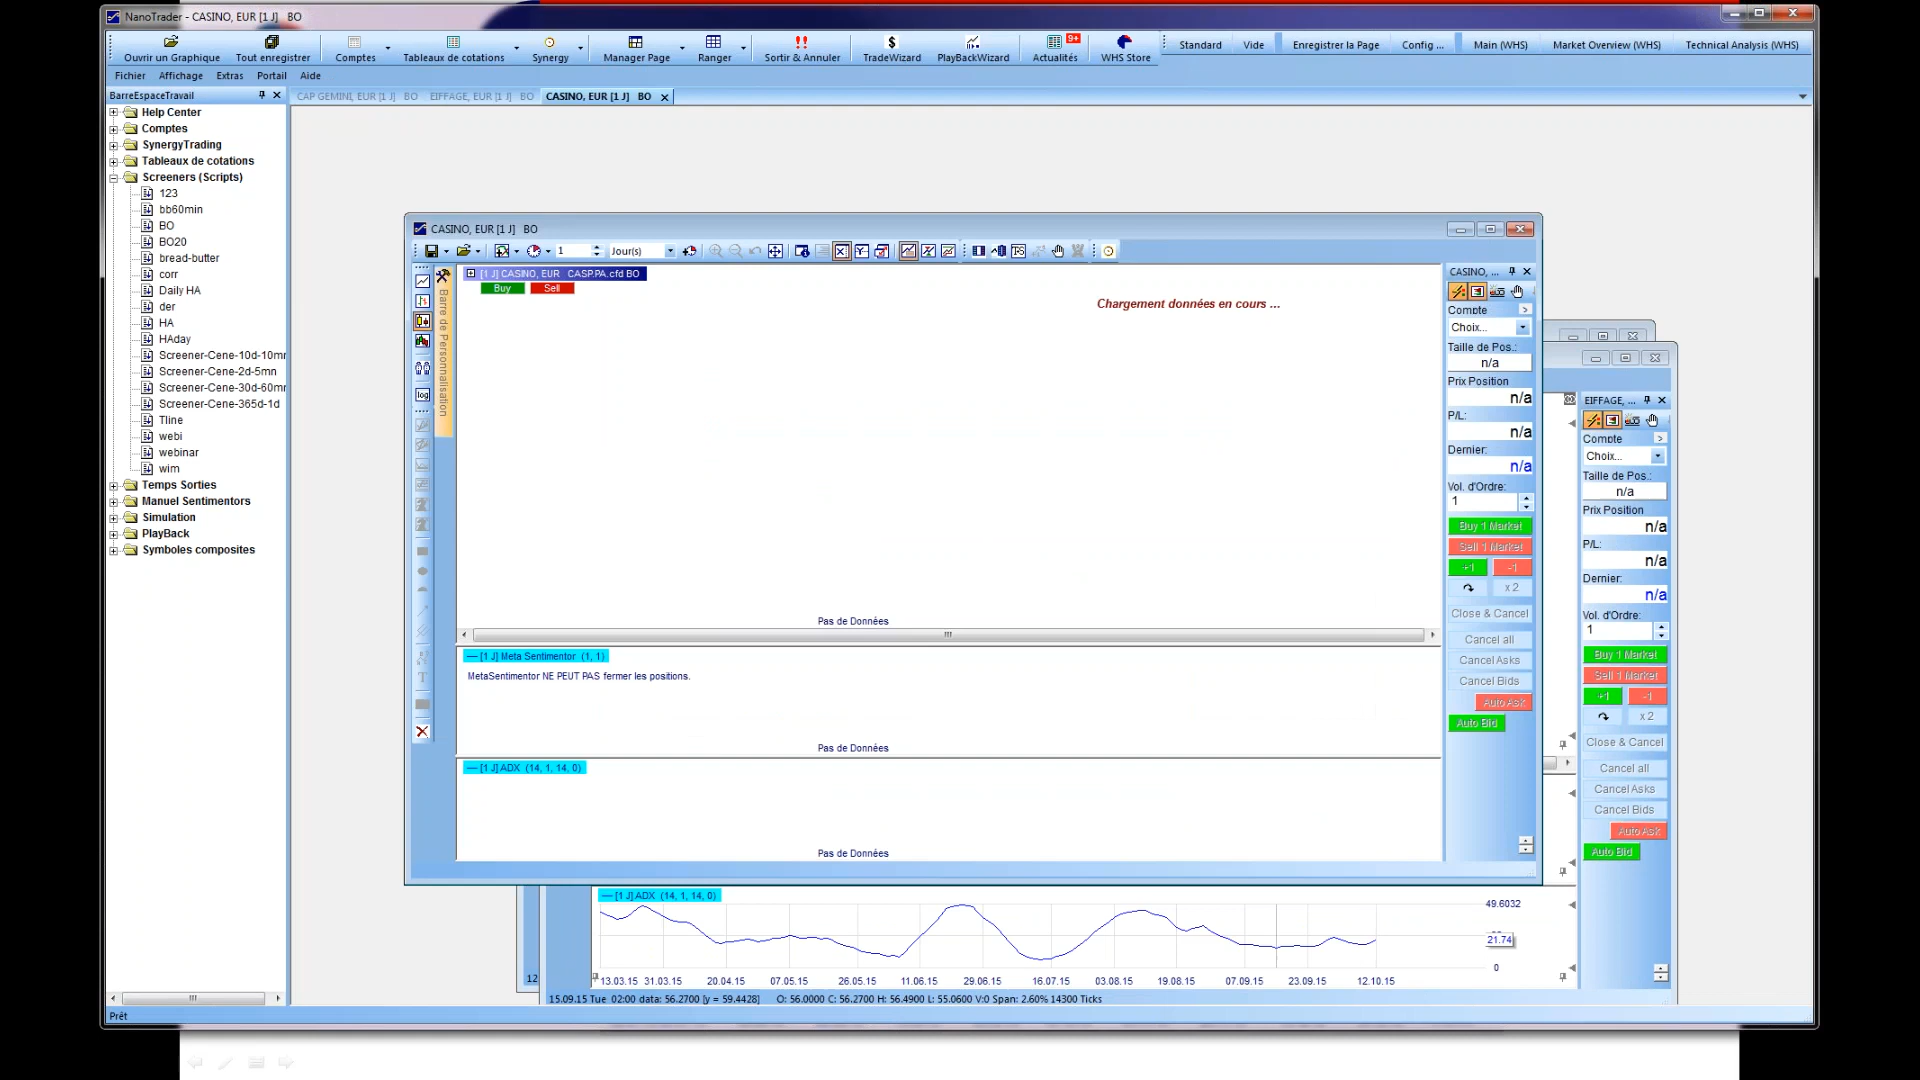 NanoTrader - CASINO, EUR [1 J]   BO
Ouvrir un Graphique
Tout enregistrer
Comptes
Tableaux de cotations
Synergy
Manager Page
Ranger
Sortir & Annuler
TradeWizard
PlayBackWizard
Actualités
9+
WHS Store
Standard
Vide
Enregistrer la Page
Config ...
Main (WHS)
Market Overview (WHS)
Technical Analysis (WHS)
Fichier
Affichage
Extras
Portail
Aide
BarreEspaceTravail
CAP GEMINI, EUR [1 J]   BO
EIFFAGE, EUR [1 J]   BO
CASINO, EUR [1 J]   BO
Help Center
Comptes
SynergyTrading
Tableaux de cotations
Screeners (Scripts)
123
bb60min
BO
BO20
bread-butter
corr
Daily HA
der
HA
HAday
Screener-Cene-10d-10mr
Screener-Cene-2d-5mn
Screener-Cene-30d-60mr
Screener-Cene-365d-1d
Tline
webi
webinar
wim
Temps Sorties
Manuel Sentimentors
Simulation
PlayBack
Symboles composites
CASINO, EUR [1 J]   BO
1
Jour(s)
log
T
Barre de Personnalisation
[1 J] CASINO, EUR   CASP.PA.cfd BO
Buy
Sell
Chargement données en cours ...
Pas de Données
[1 J] Meta Sentimentor  (1, 1)
MetaSentimentor NE PEUT PAS fermer les positions.
Pas de Données
[1 J] ADX  (14, 1, 14, 0)
Pas de Données
CASINO, ...
Compte
>
Choix...
Taille de Pos.:
n/a
Prix Position
n/a
P/L:
n/a
Dernier:
n/a
Vol. d'Ordre:
1
Buy 1 Market
Sell 1 Market
+1
-1
x 2
Close & Cancel
Cancel all
Cancel Asks
Cancel Bids
Auto Ask
Auto Bid
EIFFAGE, ...
Compte
>
Choix...
Taille de Pos.:
n/a
Prix Position
n/a
P/L:
n/a
Dernier:
n/a
Vol. d'Ordre:
1
Buy 1 Market
Sell 1 Market
+1
-1
x 2
Close & Cancel
Cancel all
Cancel Asks
Cancel Bids
Auto Ask
Auto Bid
[1 J] ADX  (14, 1, 14, 0)
49.6032
21.74
0
12
13.03.15 31.03.15 20.04.15 07.05.15 26.05.15 11.06.15 29.06.15 16.07.15 03.08.15 19.08.15 07.09.15 23.09.15 12.10.15
15.09.15 Tue  02:00 data: 56.2700 [y = 59.4428]   O: 56.0000 C: 56.2700 H: 56.4900 L: 55.0600 V:0 Span: 2.60% 14300 Ticks
Prêt